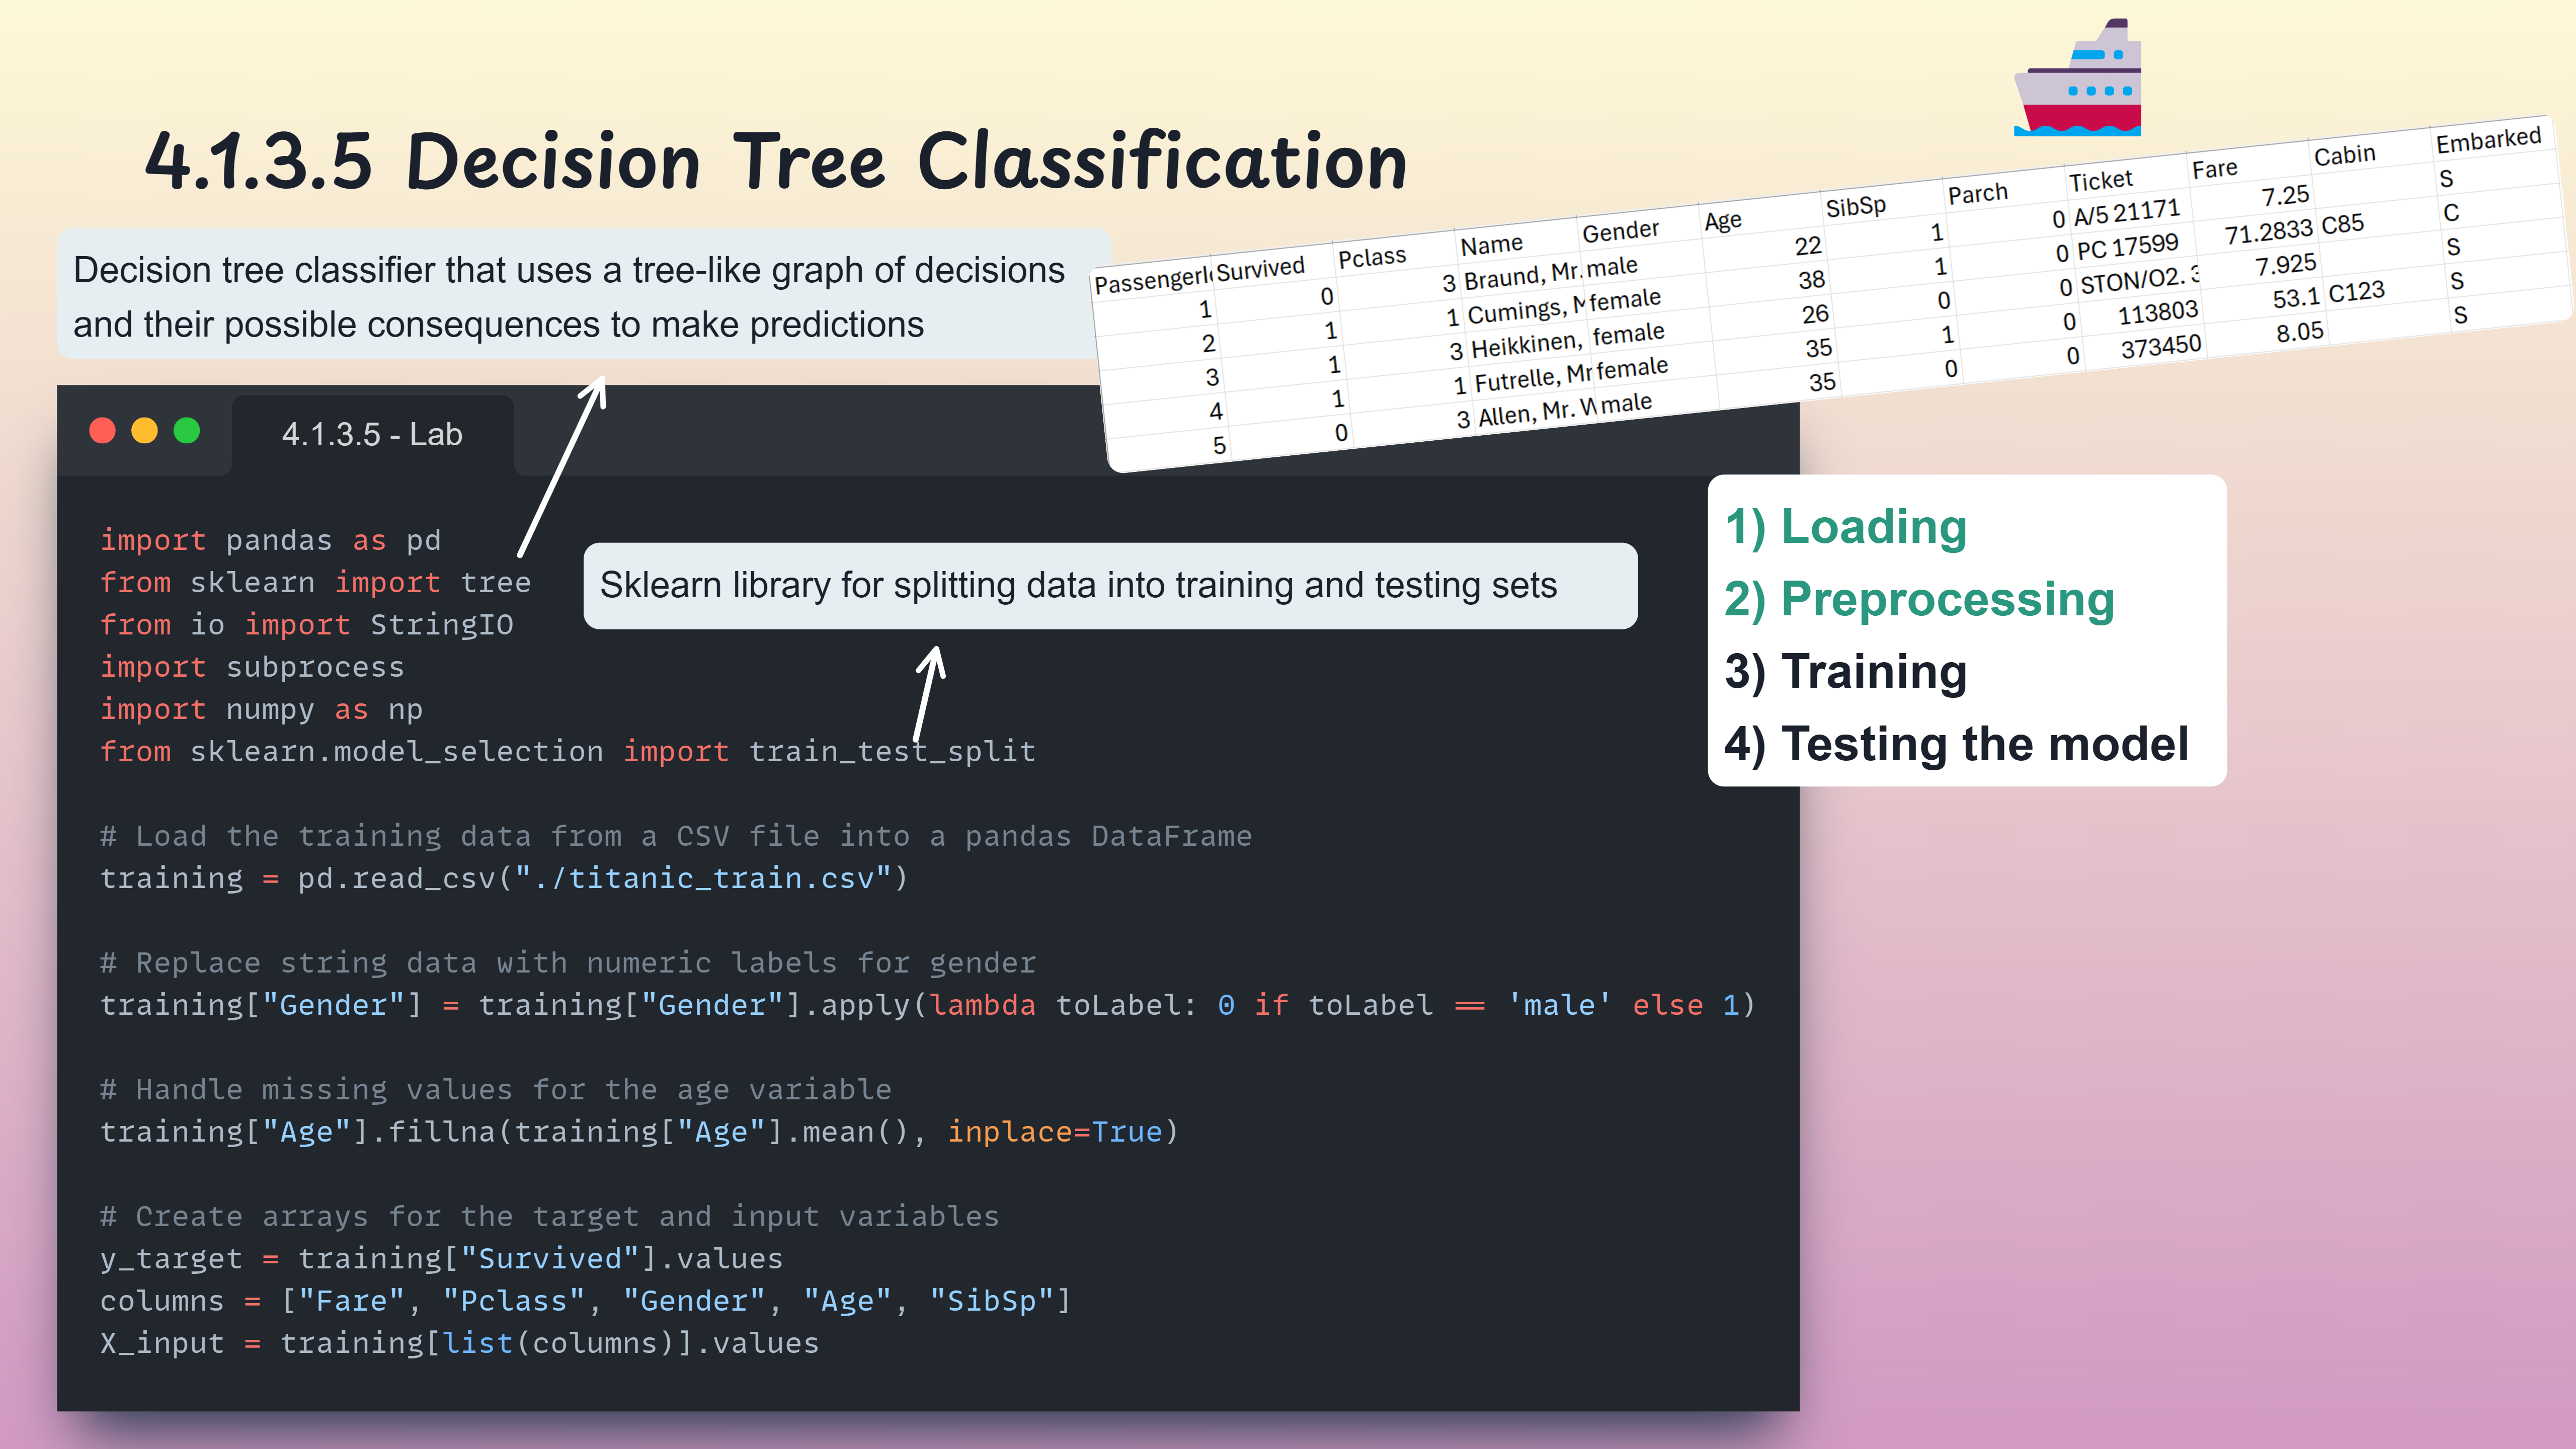 4.1.3.5 Decision Tree Classification
Decision tree classifier that uses a tree-like graph of decisions
and their possible consequences to make predictions
PassengerId Survived Pclass Name Gender Age SibSp Parch Ticket Fare Cabin Embarked
1 0 3 Braund, Mr. male 22 1 0 A/5 21171 7.25 S
2 1 1 Cumings, M female 38 1 0 PC 17599 71.2833 C85 C
3 1 3 Heikkinen, female 26 0 0 STON/O2. 3 7.925 S
4 1 1 Futrelle, Mr female 35 1 0 113803 53.1 C123 S
5 0 3 Allen, Mr. W male 35 0 0 373450 8.05 S
4.1.3.5 - Lab
import pandas as pd
from sklearn import tree
from io import StringIO
import subprocess
import numpy as np
from sklearn.model_selection import train_test_split
Sklearn library for splitting data into training and testing sets
1) Loading
2) Preprocessing
3) Training
4) Testing the model
# Load the training data from a CSV file into a pandas DataFrame
training = pd.read_csv("./titanic_train.csv")
# Replace string data with numeric labels for gender
training["Gender"] = training["Gender"].apply(lambda toLabel: 0 if toLabel == 'male' else 1)
# Handle missing values for the age variable
training["Age"].fillna(training["Age"].mean(), inplace=True)
# Create arrays for the target and input variables
y_target = training["Survived"].values
columns = ["Fare", "Pclass", "Gender", "Age", "SibSp"]
X_input = training[list(columns)].values